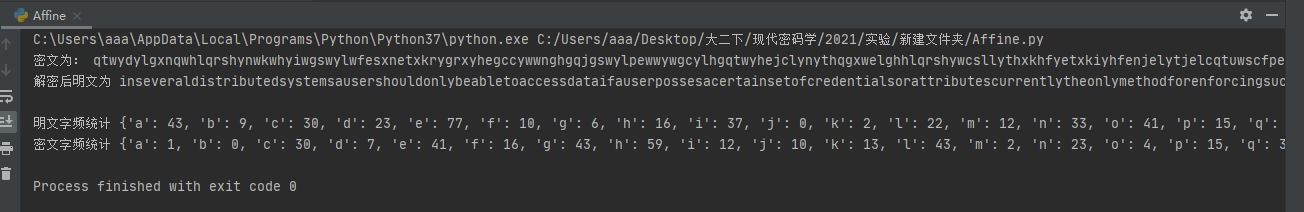 Affine
C:\Users\aaa\AppData\Local\Programs\Python\Python37\python.exe C:/Users/aaa/Desktop/大二下/现代密码学/2021/实验/新建文件夹/Affine.py
密文为: qtwydylgxnqwhlqrshynwkwhyiwgswylwfesxnetxkrygrxyhegccywwnghgqjgswylpewwywgcylhgqtwyhejclynythqgxwelghhlqrshywcsllythxkhfyetxkiyhfenjelytjelcqtuwscfpe
解密后明文为 inseveraldistributedsystemsausershouldonlybeabletoaccessdataifauserpossesacertainsetofcredentialsorattributescurrentlytheonlymethodforenforcingsuc
明文字频统计 {'a': 43, 'b': 9, 'c': 30, 'd': 23, 'e': 77, 'f': 10, 'g': 6, 'h': 16, 'i': 37, 'j': 0, 'k': 2, 'l': 22, 'm': 12, 'n': 33, 'o': 41, 'p': 15, 'q':
密文字频统计 {'a': 1, 'b': 0, 'c': 30, 'd': 7, 'e': 41, 'f': 16, 'g': 43, 'h': 59, 'i': 12, 'j': 10, 'k': 13, 'l': 43, 'm': 2, 'n': 23, 'o': 4, 'p': 15, 'q': 3
Process finished with exit code 0